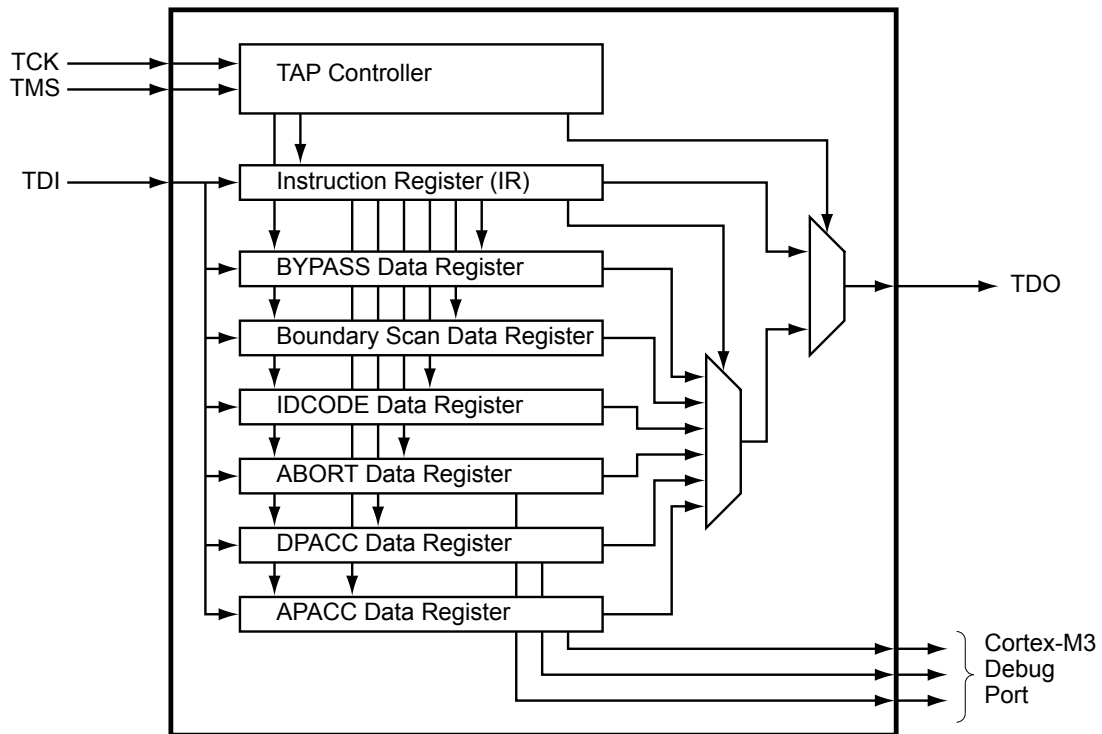 TCK
TMS
TAP Controller
TDI
Instruction Register (IR)
BYPASS Data Register
TDO
Boundary Scan Data Register
IDCODE Data Register
ABORT Data Register
DPACC Data Register
APACC Data Register
Cortex-M3
Debug
Port